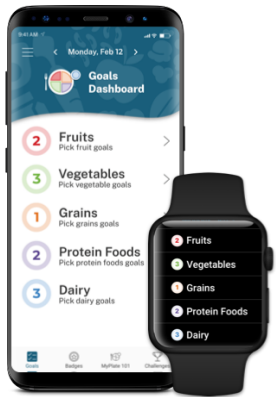 9:41 AM
Monday, Feb 12
Goals
Dashboard
2 Fruits
Pick fruit goals
3 Vegetables
Pick vegetable goals
1 Grains
Pick grains goals
2 Protein Foods
Pick protein foods goals
3 Dairy
Pick dairy goals
Goals Badges MyPlate 101 Challenges
2 Fruits
3 Vegetables
1 Grains
2 Protein Foods
3 Dairy